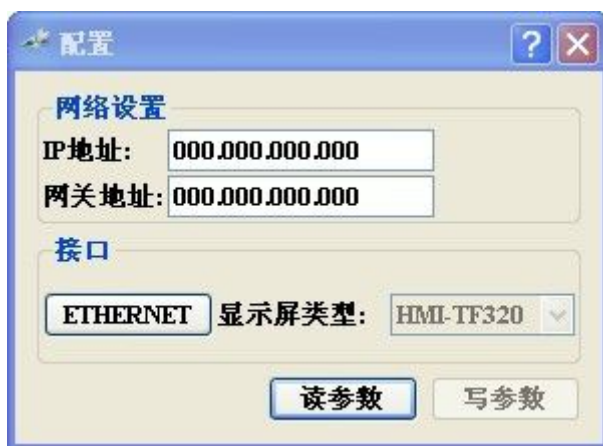 配置
网络设置
IP地址: 000.000.000.000
网关地址: 000.000.000.000
接口
ETHERNET 显示屏类型: HMI-TF320
读参数 写参数